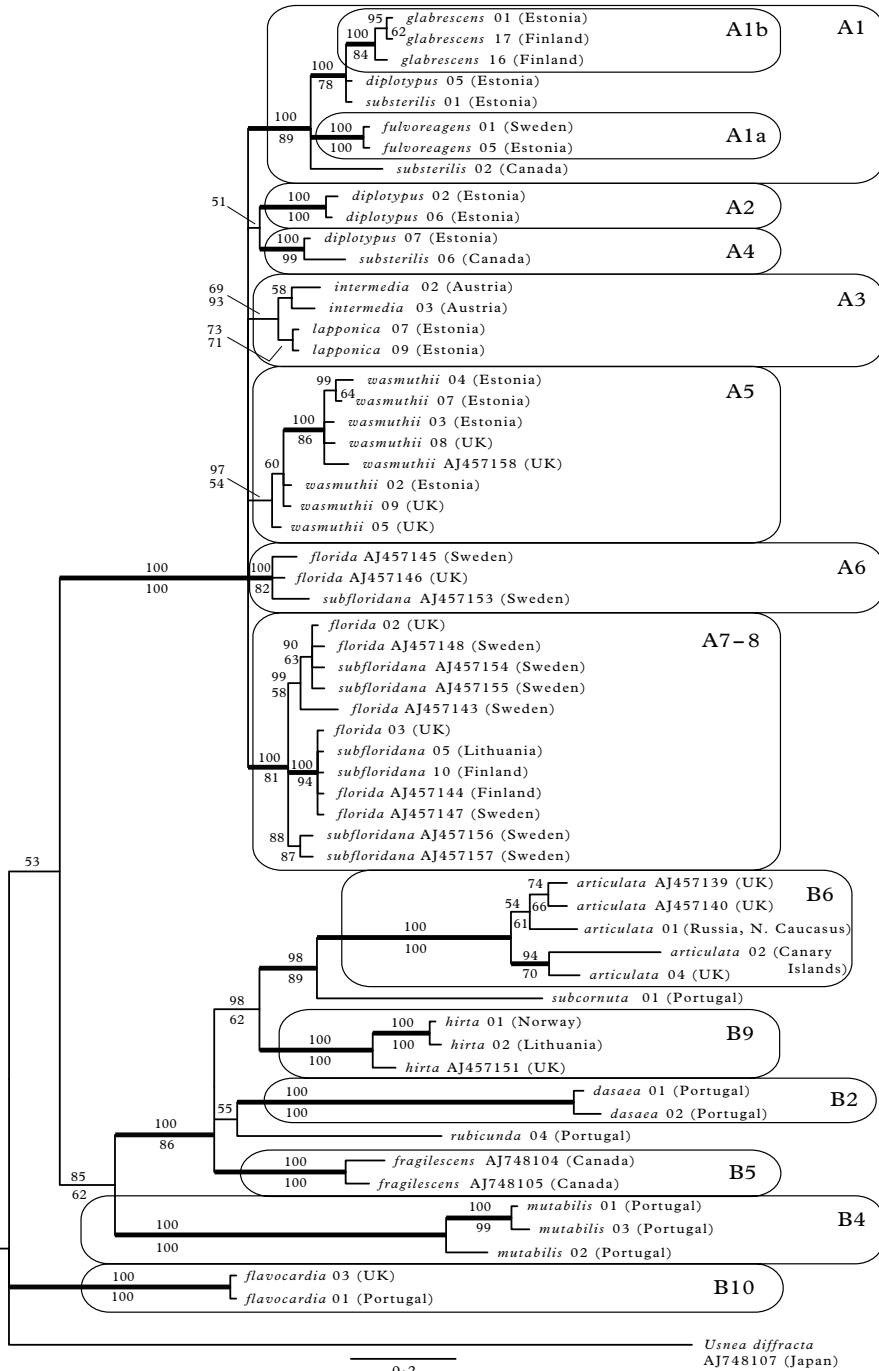 A1
95
glabrescens 01 (Estonia)
62
glabrescens 17 (Finland)
A1b
84
glabrescens 16 (Finland)
100
78
diplotypus 05 (Estonia)
substerilis 01 (Estonia)
100
89
100
fulvoreagens 01 (Sweden)
100
fulvoreagens 05 (Estonia)
A1a
substerilis 02 (Canada)
51
100
diplotypus 02 (Estonia)
100
diplotypus 06 (Estonia)
A2
100
diplotypus 07 (Estonia)
99
substerilis 06 (Canada)
A4
69
93
58
intermedia 02 (Austria)
intermedia 03 (Austria)
A3
73
71
lapponica 07 (Estonia)
lapponica 09 (Estonia)
99
wasmuthii 04 (Estonia)
64
wasmuthii 07 (Estonia)
A5
100
86
wasmuthii 03 (Estonia)
wasmuthii 08 (UK)
wasmuthii AJ457158 (UK)
97
54
60
wasmuthii 02 (Estonia)
wasmuthii 09 (UK)
wasmuthii 05 (UK)
100
100
100
82
florida AJ457145 (Sweden)
florida AJ457146 (UK)
subfloridana AJ457153 (Sweden)
A6
florida 02 (UK)
A7–8
90
63
florida AJ457148 (Sweden)
subfloridana AJ457154 (Sweden)
subfloridana AJ457155 (Sweden)
99
58
florida AJ457143 (Sweden)
florida 03 (UK)
subfloridana 05 (Lithuania)
100
81
100
94
subfloridana 10 (Finland)
florida AJ457144 (Finland)
florida AJ457147 (Sweden)
88
subfloridana AJ457156 (Sweden)
87
subfloridana AJ457157 (Sweden)
53
74
articulata AJ457139 (UK)
B6
54
66
articulata AJ457140 (UK)
61
articulata 01 (Russia, N. Caucasus)
100
100
94
70
articulata 02 (Canary Islands)
articulata 04 (UK)
98
89
subcornuta 01 (Portugal)
98
62
100
hirta 01 (Norway)
100
hirta 02 (Lithuania)
B9
100
100
hirta AJ457151 (UK)
55
100
100
dasaea 01 (Portugal)
dasaea 02 (Portugal)
B2
100
86
rubicunda 04 (Portugal)
100
100
fragilescens AJ748104 (Canada)
fragilescens AJ748105 (Canada)
B5
85
62
100
mutabilis 01 (Portugal)
99
mutabilis 03 (Portugal)
B4
100
100
mutabilis 02 (Portugal)
100
100
flavocardia 03 (UK)
flavocardia 01 (Portugal)
B10
Usnea diffracta
AJ748107 (Japan)